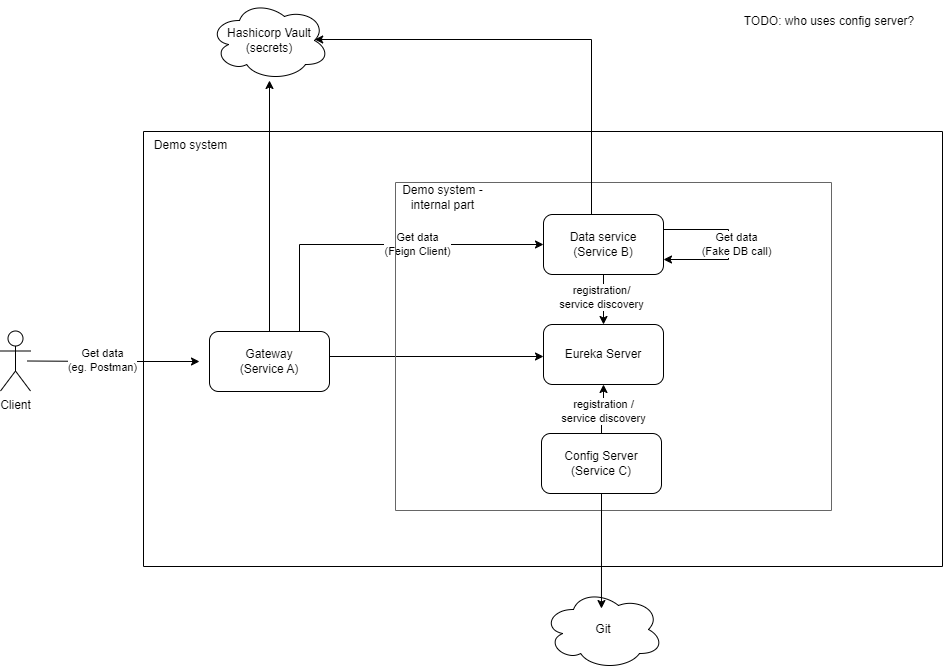 TODO: who uses config server?
Hashicorp Vault
(secrets)
Demo system
Demo system -
internal part
Get data
(Feign Client)
Data service
(Service B)
Get data
(Fake DB call)
registration/
service discovery
Eureka Server
Gateway
(Service A)
Get data
(eg. Postman)
Client
registration /
service discovery
Config Server
(Service C)
Git